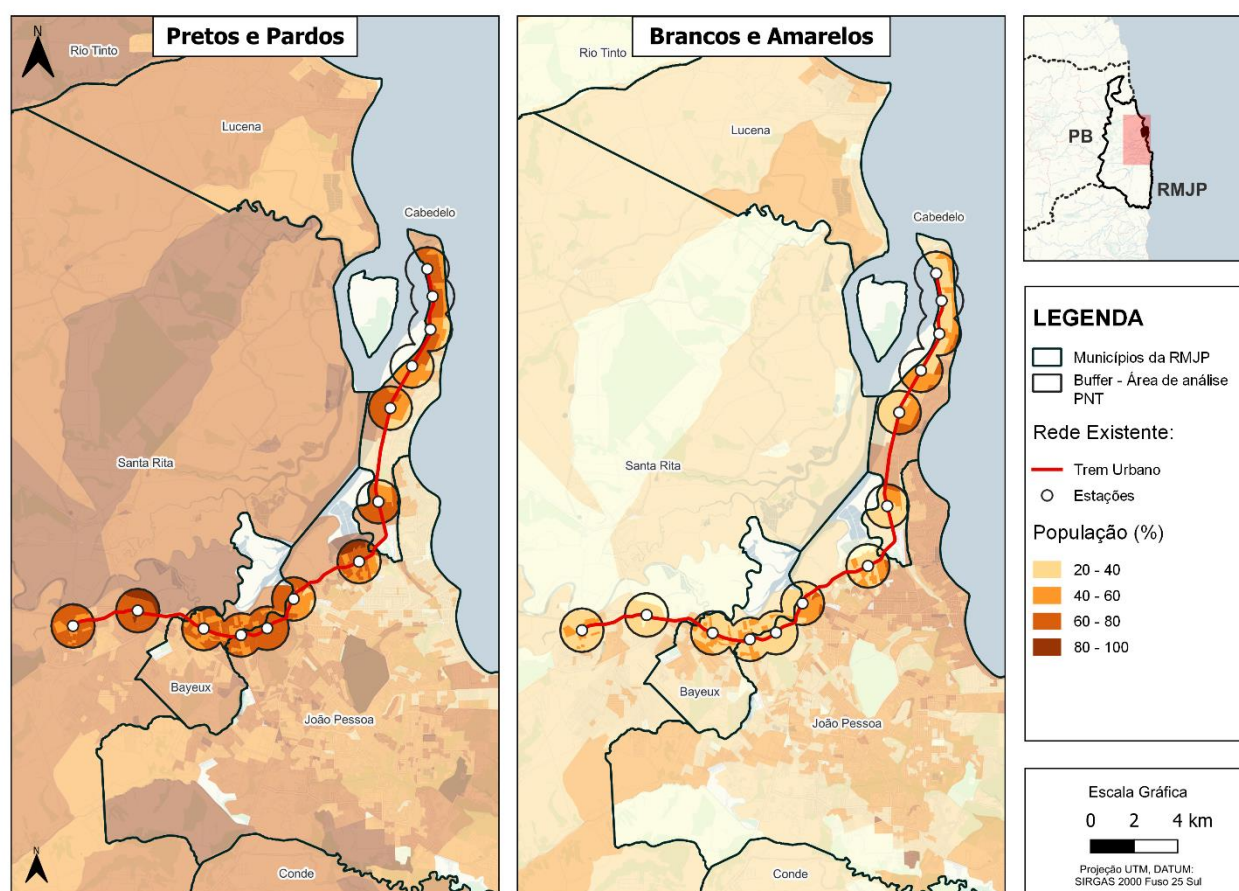 N
Pretos e Pardos
Rio Tinto
Lucena
Cabedelo
Santa Rita
Bayeux
João Pessoa
Conde
N
Brancos e Amarelos
Rio Tinto
Lucena
Cabedelo
Santa Rita
Bayeux
João Pessoa
Conde
PB
RMJP
LEGENDA
Municípios da RMJP
Buffer - Área de análise
PNT
Rede Existente:
Trem Urbano
Estações
População (%)
20 - 40
40 - 60
60 - 80
80 - 100
Escala Gráfica
0 2 4 km
Projeção UTM, DATUM:
SIRGAS 2000 Fuso 25 Sul